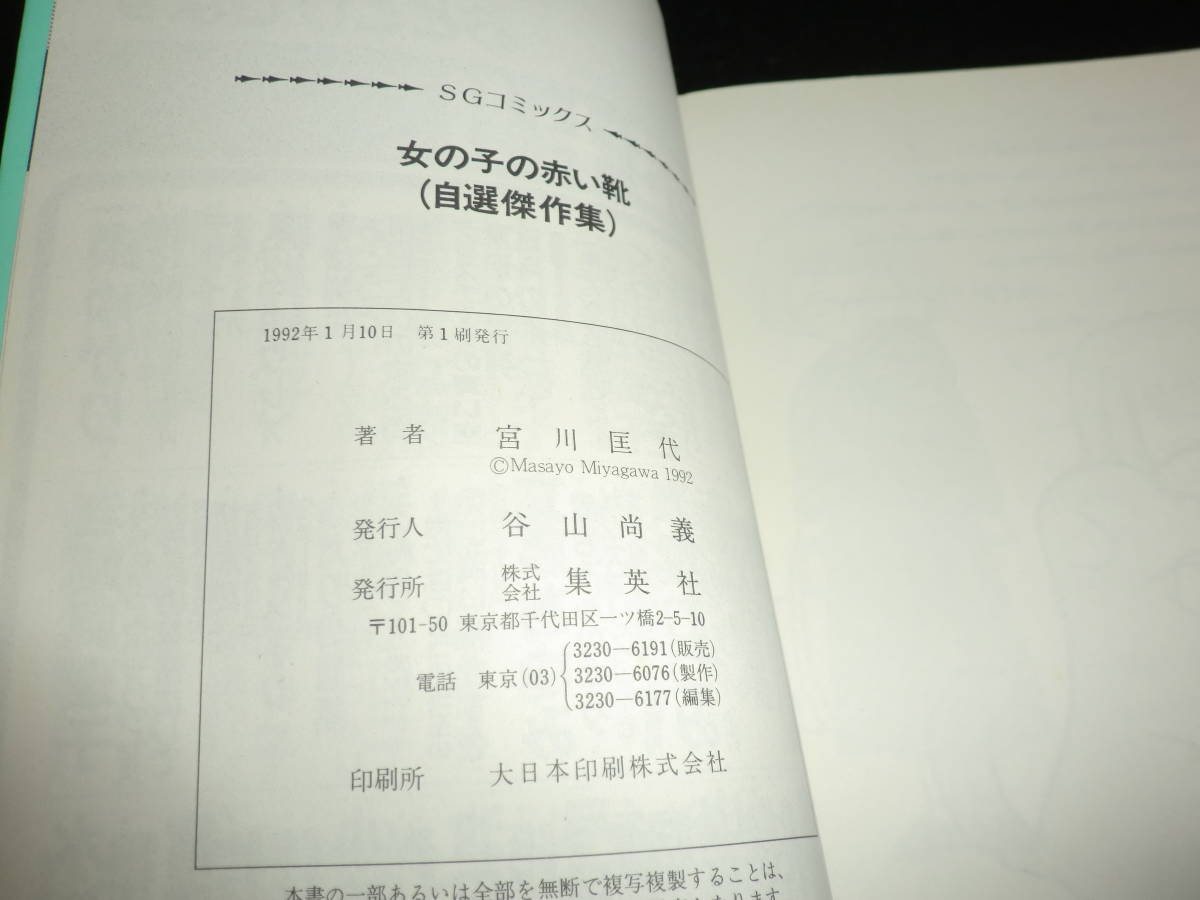 SGコミックス
女の子の赤い靴
(自選傑作集)
1992年1月10日 第1刷発行
著者 宮川匡代
©Masayo Miyagawa 1992
発行人 谷山尚義
発行所 株式会社 集英社
〒101-50 東京都千代田区一ツ橋2-5-10
電話 東京(03) 3230―6191(販売)
3230―6076(製作)
3230―6177(編集)
印刷所 大日本印刷株式会社
本書の一部あるいは全部を無断で複写複製することは、